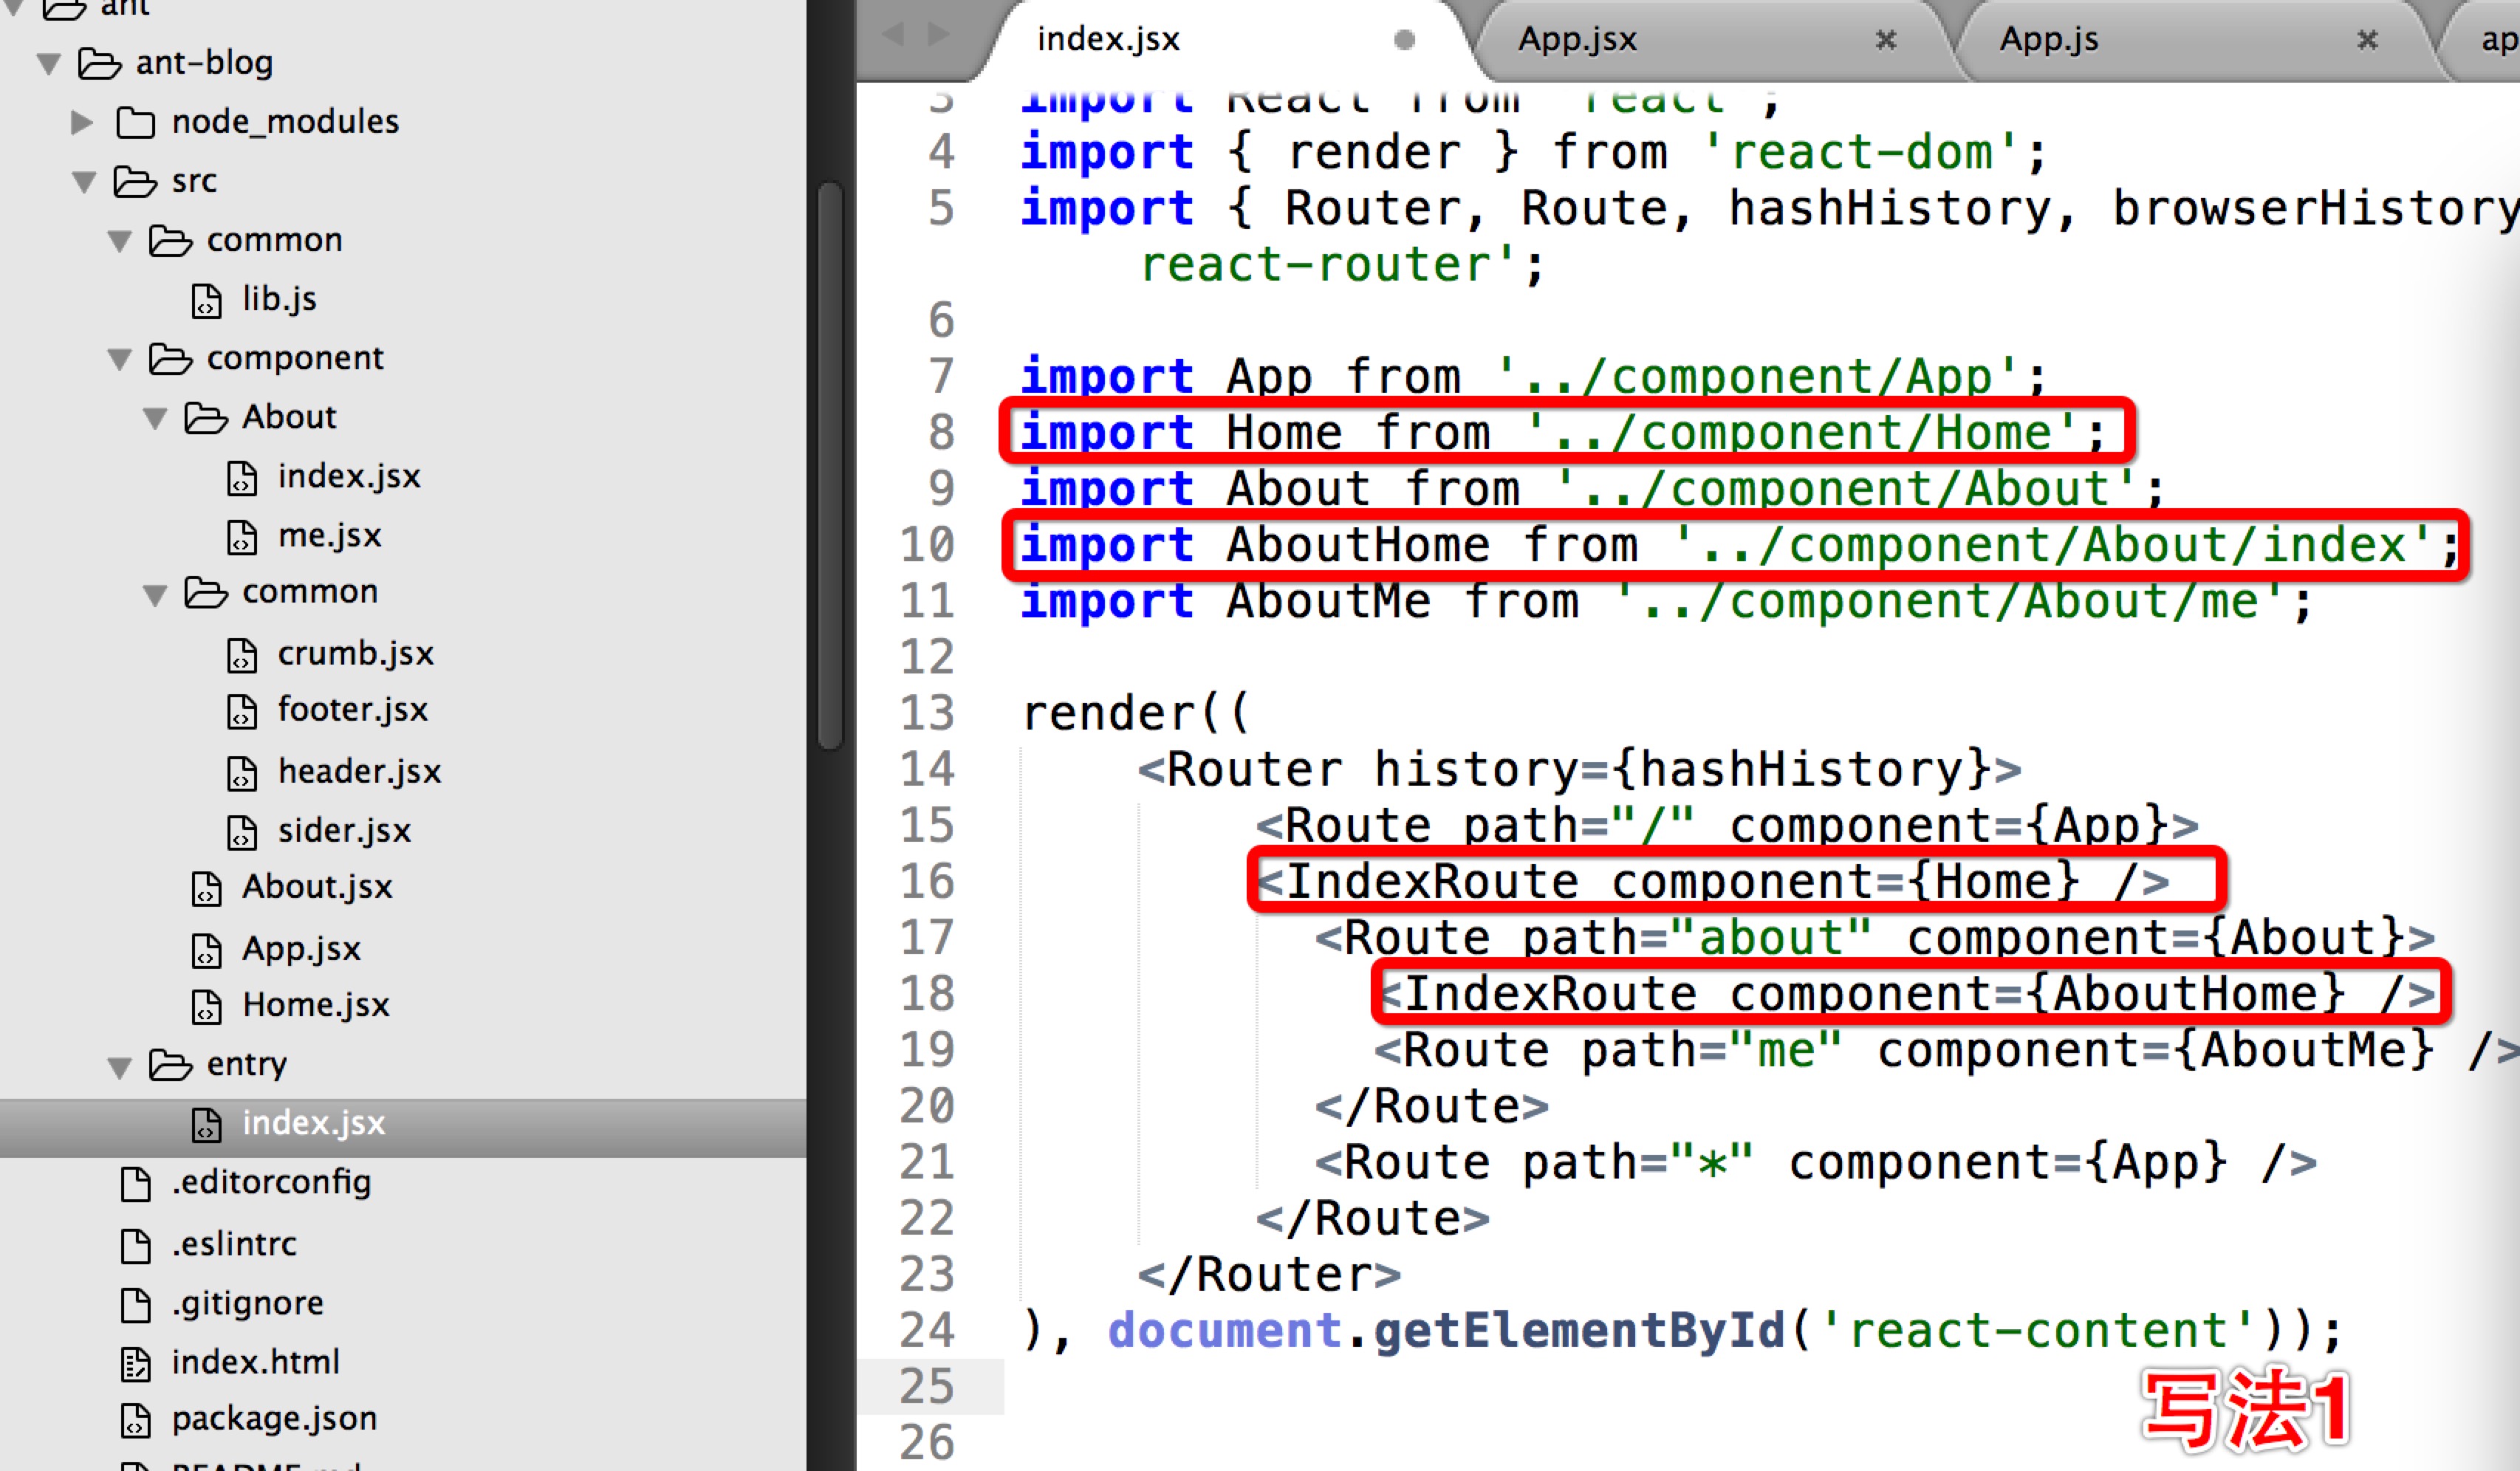 ant
ant-blog
node_modules
src
common
lib.js
component
About
index.jsx
me.jsx
common
crumb.jsx
footer.jsx
header.jsx
sider.jsx
About.jsx
App.jsx
Home.jsx
entry
index.jsx
.editorconfig
.eslintrc
.gitignore
index.html
package.json
README.md
index.jsx
App.jsx
App.js
ap
3 import React from 'react';
4 import { render } from 'react-dom';
5 import { Router, Route, hashHistory, browserHistory
react-router';
6
7 import App from '../component/App';
8 import Home from '../component/Home';
9 import About from '../component/About';
10 import AboutHome from '../component/About/index';
11 import AboutMe from '../component/About/me';
12
13 render((
14 <Router history={hashHistory}>
15 <Route path="/" component={App}>
16 <IndexRoute component={Home} />
17 <Route path="about" component={About}>
18 <IndexRoute component={AboutHome} />
19 <Route path="me" component={AboutMe} />
20 </Route>
21 <Route path="*" component={App} />
22 </Route>
23 </Router>
24 ), document.getElementById('react-content'));
25
26
写法1